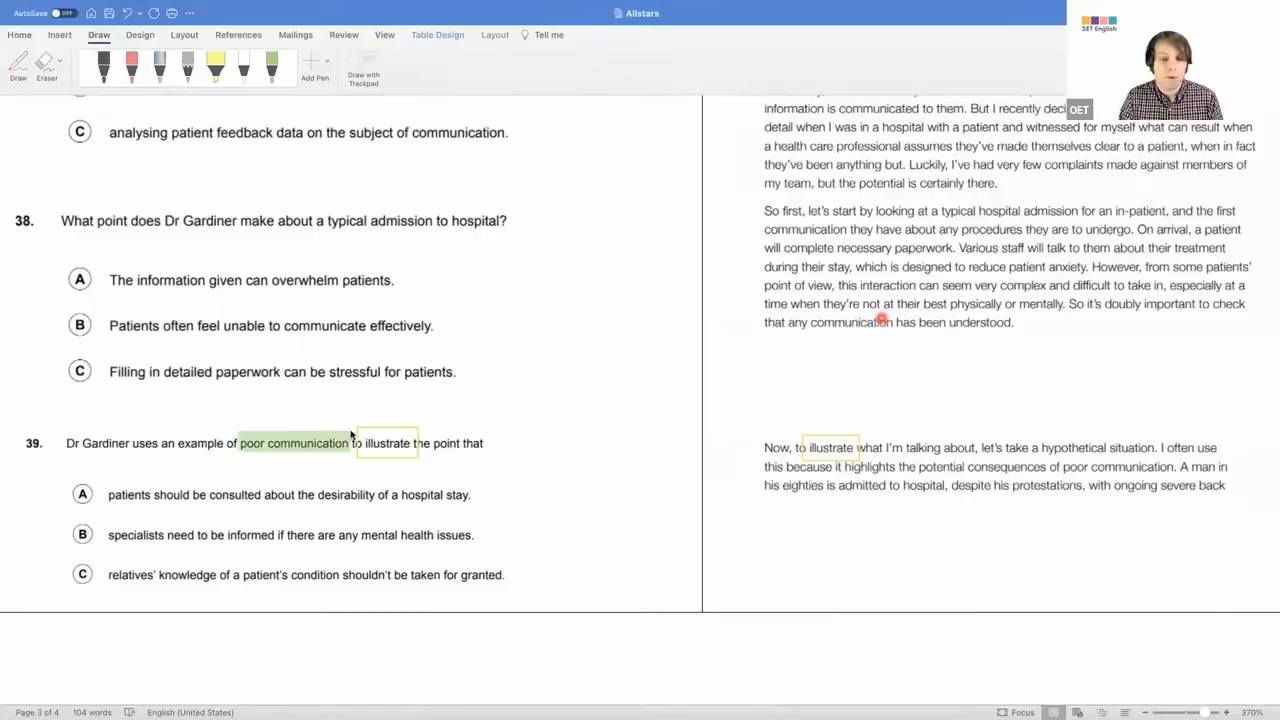 AutoSave OFF
Allstars
SET English
Home Insert Draw Design Layout References Mailings Review View Table Design Layout Tell me
Draw Eraser Add Pen Draw with Trackpad
OET
C analysing patient feedback data on the subject of communication.
38. What point does Dr Gardiner make about a typical admission to hospital?
A The information given can overwhelm patients.
B Patients often feel unable to communicate effectively.
C Filling in detailed paperwork can be stressful for patients.
39. Dr Gardiner uses an example of poor communication to illustrate the point that
A patients should be consulted about the desirability of a hospital stay.
B specialists need to be informed if there are any mental health issues.
C relatives' knowledge of a patient's condition shouldn't be taken for granted.
information is communicated to them. But I recently
detail when I was in a hospital with a patient and witnessed for myself what can result when
a health care professional assumes they've made themselves clear to a patient, when in fact
they've been anything but. Luckily, I've had very few complaints made against members of
my team, but the potential is certainly there.
So first, let's start by looking at a typical hospital admission for an in-patient, and the first
communication they have about any procedures they are to undergo. On arrival, a patient
will complete necessary paperwork. Various staff will talk to them about their treatment
during their stay, which is designed to reduce patient anxiety. However, from some patients'
point of view, this interaction can seem very complex and difficult to take in, especially at a
time when they're not at their best physically or mentally. So it's doubly important to check
that any communication has been understood.
Now, to illustrate what I'm talking about, let's take a hypothetical situation. I often use
this because it highlights the potential consequences of poor communication. A man in
his eighties is admitted to hospital, despite his protestations, with ongoing severe back
Page 3 of 4 104 words English (United States) Focus 370%